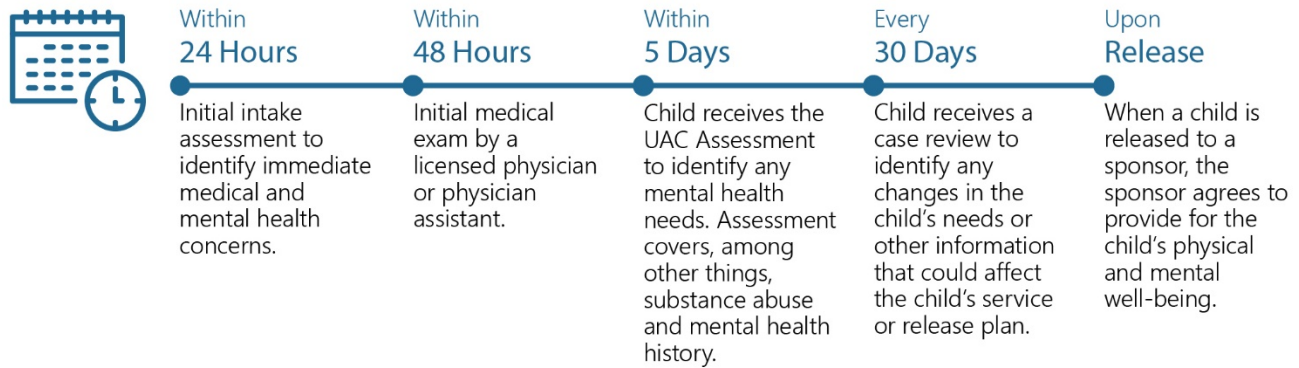 Within
24 Hours
Initial intake
assessment to
identify immediate
medical and
mental health
concerns.
Within
48 Hours
Initial medical
exam by a
licensed physician
or physician
assistant.
Within
5 Days
Child receives the
UAC Assessment
to identify any
mental health
needs. Assessment
covers, among
other things,
substance abuse
and mental health
history.
Every
30 Days
Child receives a
case review to
identify any
changes in the
child’s needs or
other information
that could affect
the child’s service
or release plan.
Upon
Release
When a child is
released to a
sponsor, the
sponsor agrees to
provide for the
child’s physical
and mental
well-being.